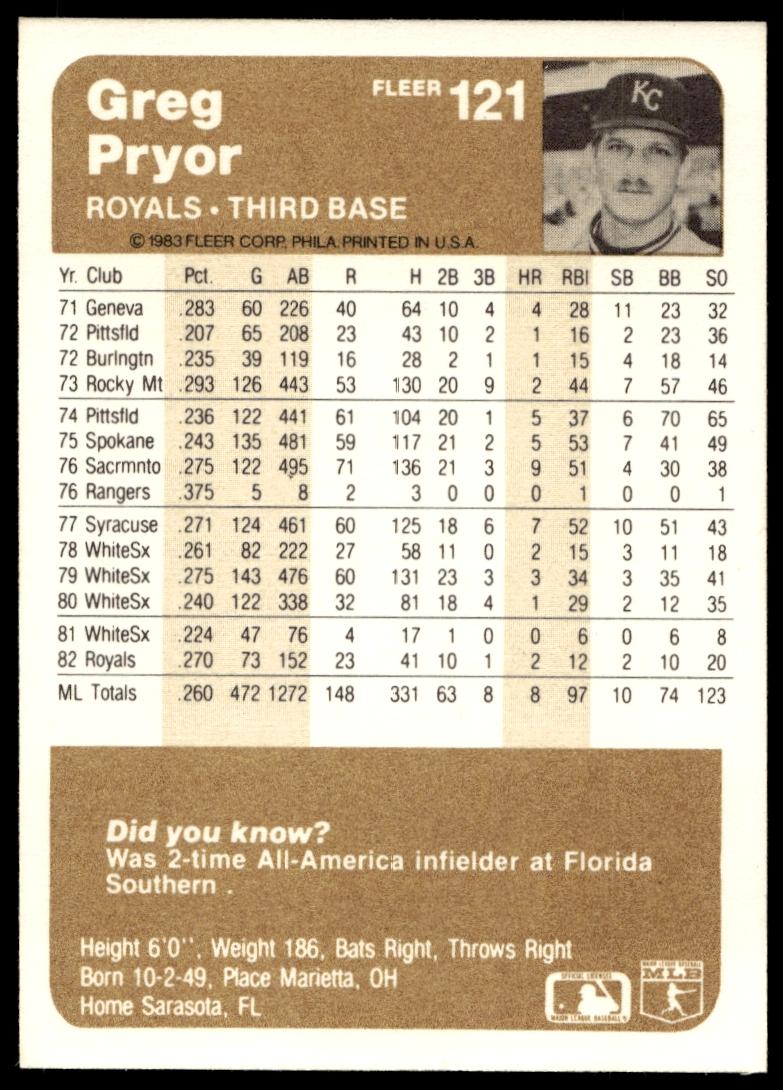 Greg
Pryor
FLEER 121
KC
ROYALS • THIRD BASE
© 1983 FLEER CORP., PHILA. PRINTED IN U.S.A.
Yr. Club Pct. G AB R H 2B 3B HR RBI SB BB SO
71 Geneva .283 60 226 40 64 10 4 4 28 11 23 32
72 Pittsfld .207 65 208 23 43 10 2 1 16 2 23 36
72 Burlngtn .235 39 119 16 28 2 1 1 15 4 18 14
73 Rocky Mt .293 126 443 53 130 20 9 2 44 7 57 46
74 Pittsfld .236 122 441 61 104 20 1 5 37 6 70 65
75 Spokane .243 135 481 59 117 21 2 5 53 7 41 49
76 Sacrmnto .275 122 495 71 136 21 3 9 51 4 30 38
76 Rangers .375 5 8 2 3 0 0 0 1 0 0 1
77 Syracuse .271 124 461 60 125 18 6 7 52 10 51 43
78 WhiteSx .261 82 222 27 58 11 0 2 15 3 11 18
79 WhiteSx .275 143 476 60 131 23 3 3 34 3 35 41
80 WhiteSx .240 122 338 32 81 18 4 1 29 2 12 35
81 WhiteSx .224 47 76 4 17 1 0 0 6 0 6 8
82 Royals .270 73 152 23 41 10 1 2 12 2 10 20
ML Totals .260 472 1272 148 331 63 8 8 97 10 74 123
Did you know?
Was 2-time All-America infielder at Florida
Southern .
Height 6'0'', Weight 186, Bats Right, Throws Right
Born 10-2-49, Place Marietta, OH
Home Sarasota, FL
OFFICIAL LICENSEE
MAJOR LEAGUE BASEBALL
MAJOR LEAGUE BASEBALL
MLB